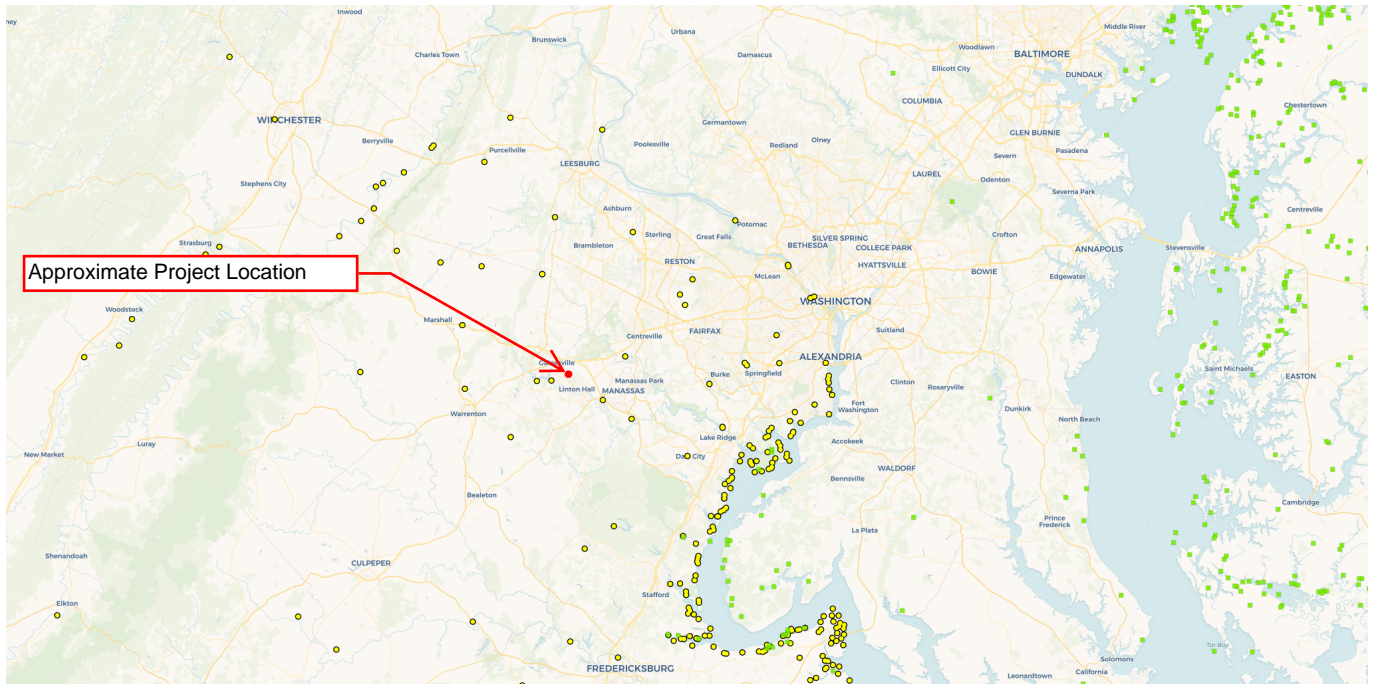 Inwood
Urbana
Middle River
Brunswick
Woodlawn
Charles Town
Damascus
BALTIMORE
Ellicott City
DUNDALK
COLUMBIA
Chestertown
WINCHESTER
Germantown
GLEN BURNIE
Berryville
Poolesville
Olney
Redland
Purcellville
Pasadena
LEESBURG
Severn
LAUREL
Stephens City
Odenton
Severna Park
Ashburn
Centreville
Potomac
Sterling
Great Falls
Crofton
SILVER SPRING
Strasburg
Brambleton
BETHESDA
COLLEGE PARK
ANNAPOLIS
Stevensville
RESTON
HYATTSVILLE
Approximate Project Location
McLean
BOWIE
Edgewater
WASHINGTON
Woodstock
Marshall
Suitland
FAIRFAX
Centreville
ALEXANDRIA
Saint Michaels
Burke
Springfield
EASTON
Manassas Park
Clinton
Rosaryville
Linton Hall
MANASSAS
Fort
Washington
Dunkirk
Warrenton
North Beach
Lake Ridge
Accokeek
Luray
New Market
WALDORF
Bennsville
Bealeton
Cambridge
Prince
Frederick
La Plata
Shenandoah
CULPEPER
Stafford
Elkton
Tar Bay
Solomons
FREDERICKSBURG
California
Leonardtown